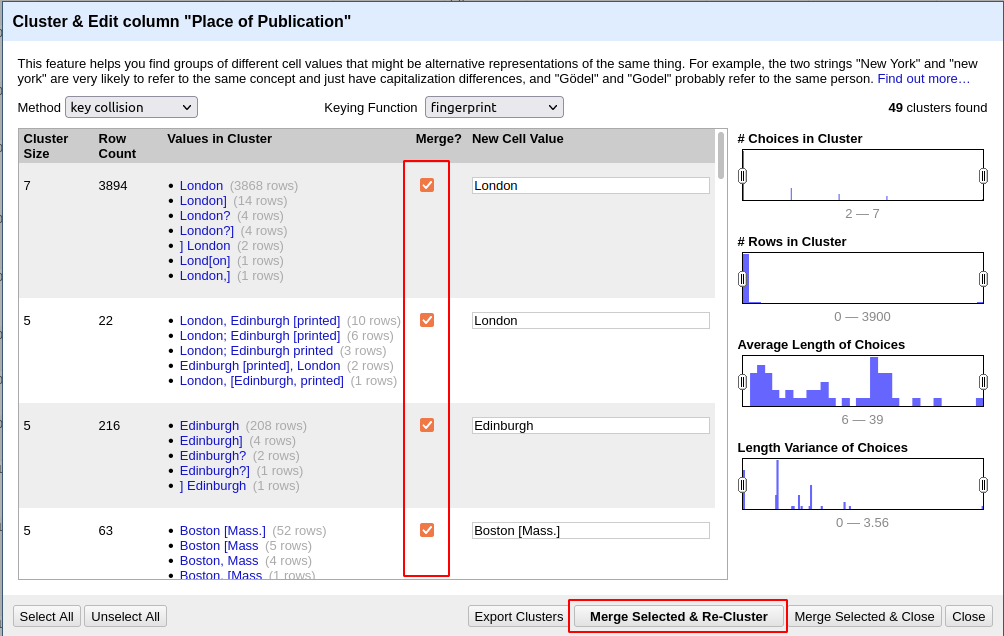 Cluster & Edit column "Place of Publication"
This feature helps you find groups of different cell values that might be alternative representations of the same thing. For example, the two strings "New York" and "new
york" are very likely to refer to the same concept and just have capitalization differences, and "Gödel" and "Godel" probably refer to the same person. Find out more…
Method key collision Keying Function fingerprint 49 clusters found
Cluster Size Row Count Values in Cluster Merge? New Cell Value
7 3894 • London (3868 rows) London
• London] (14 rows)
• London? (4 rows)
• London?] (4 rows)
• ] London (2 rows)
• Lond[on] (1 rows)
• London,] (1 rows)
5 22 • London, Edinburgh [printed] (10 rows) London
• London; Edinburgh [printed] (6 rows)
• London; Edinburgh printed (3 rows)
• Edinburgh [printed], London (2 rows)
• London, [Edinburgh, printed] (1 rows)
5 216 • Edinburgh (208 rows) Edinburgh
• Edinburgh] (4 rows)
• Edinburgh? (2 rows)
• Edinburgh?] (1 rows)
• ] Edinburgh (1 rows)
5 63 • Boston [Mass.] (52 rows) Boston [Mass.]
• Boston [Mass (5 rows)
• Boston, Mass (4 rows)
• Boston, [Mass (1 rows)
# Choices in Cluster
2 — 7
# Rows in Cluster
0 — 3900
Average Length of Choices
6 — 39
Length Variance of Choices
0 — 3.56
Select All Unselect All Export Clusters Merge Selected & Re-Cluster Merge Selected & Close Close